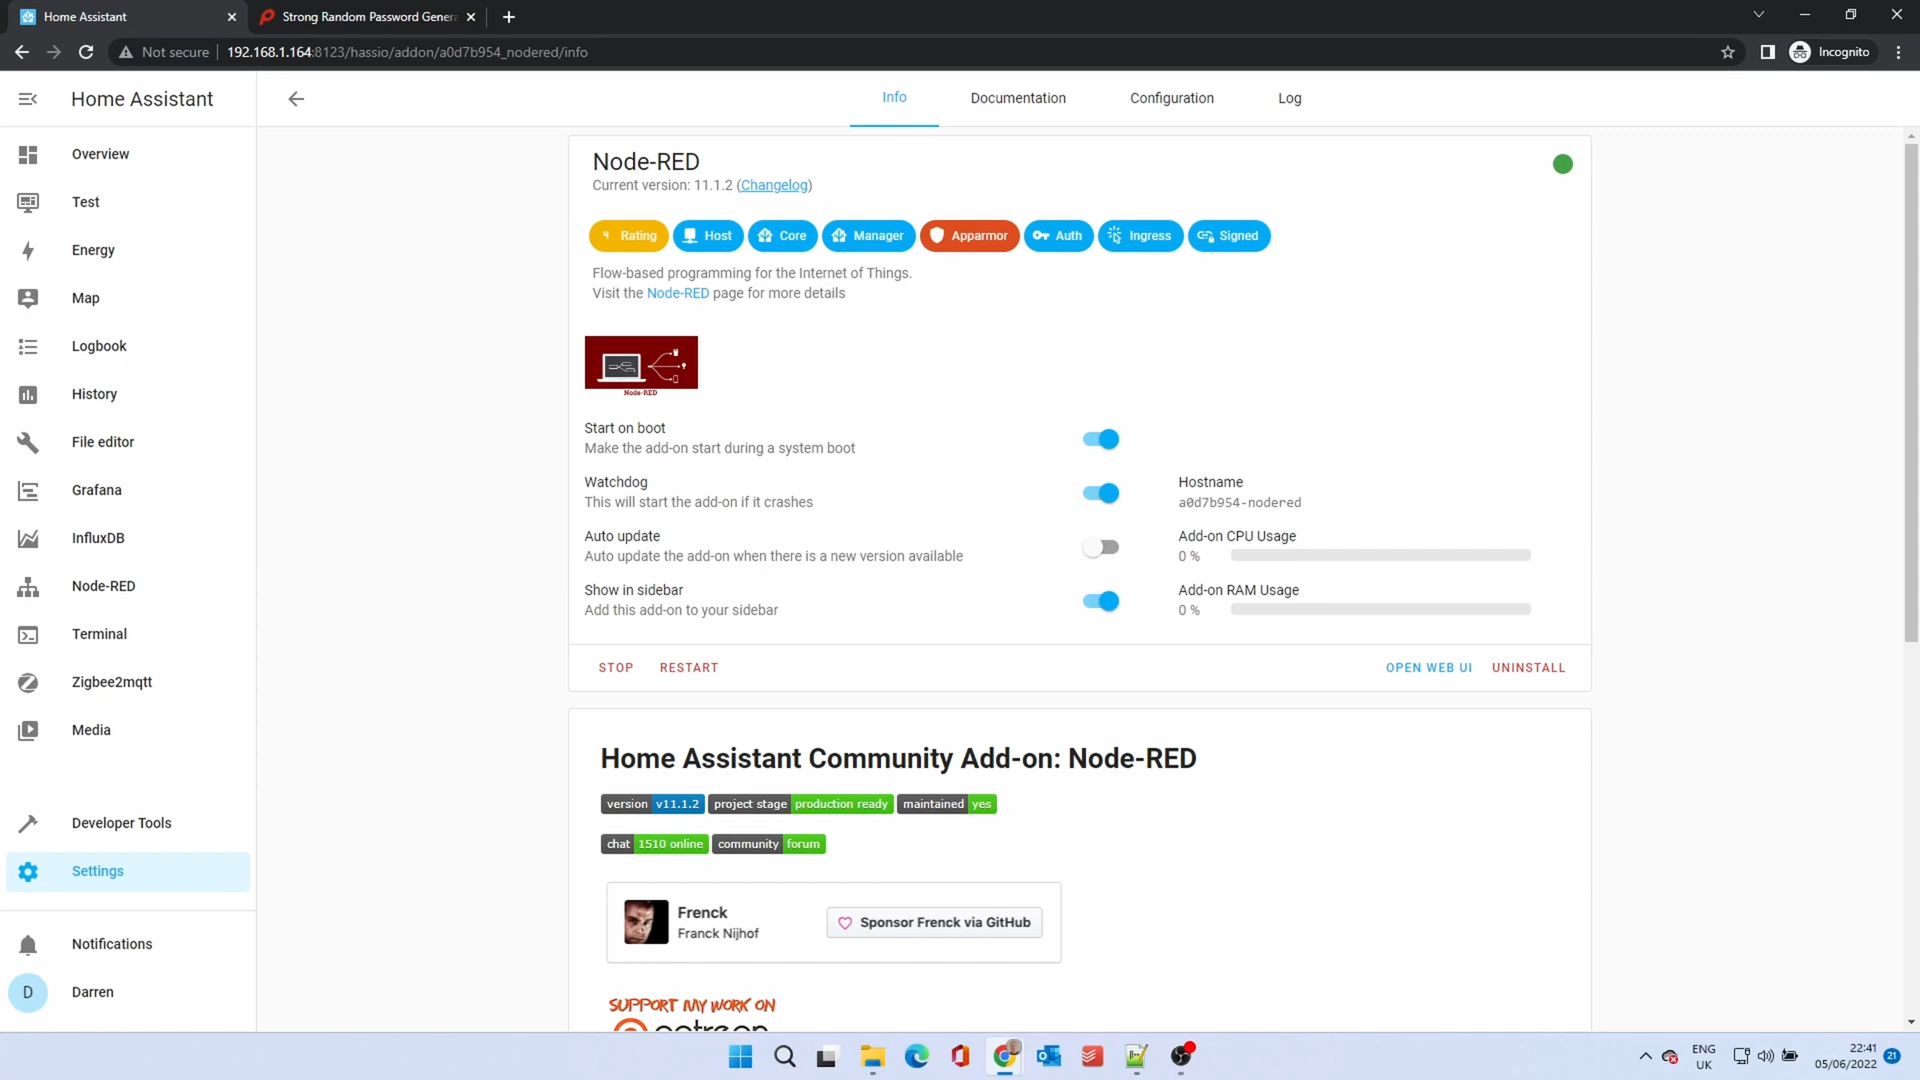 Home Assistant
Strong Random Password Genera
Not secure
192.168.1.164:8123/hassio/addon/a0d7b954_nodered/info
Incognito
Home Assistant
Info
Documentation
Configuration
Log
Overview
Test
Energy
Map
Logbook
History
File editor
Grafana
InfluxDB
Node-RED
Terminal
Zigbee2mqtt
Media
Developer Tools
Settings
Notifications
D
Darren
Node-RED
Current version: 11.1.2 (Changelog)
4 Rating
Host
Core
Manager
Apparmor
Auth
Ingress
Signed
Flow-based programming for the Internet of Things.
Visit the Node-RED page for more details
Node-RED
Start on boot
Make the add-on start during a system boot
Watchdog
This will start the add-on if it crashes
Hostname
a0d7b954-nodered
Auto update
Auto update the add-on when there is a new version available
Add-on CPU Usage
0 %
Show in sidebar
Add this add-on to your sidebar
Add-on RAM Usage
0 %
STOP
RESTART
OPEN WEB UI
UNINSTALL
Home Assistant Community Add-on: Node-RED
version v11.1.2
project stage production ready
maintained yes
chat 1510 online
community forum
Frenck
Franck Nijhof
Sponsor Frenck via GitHub
SUPPORT MY WORK ON
patreon
ENG
UK
22:41
05/06/2022
21